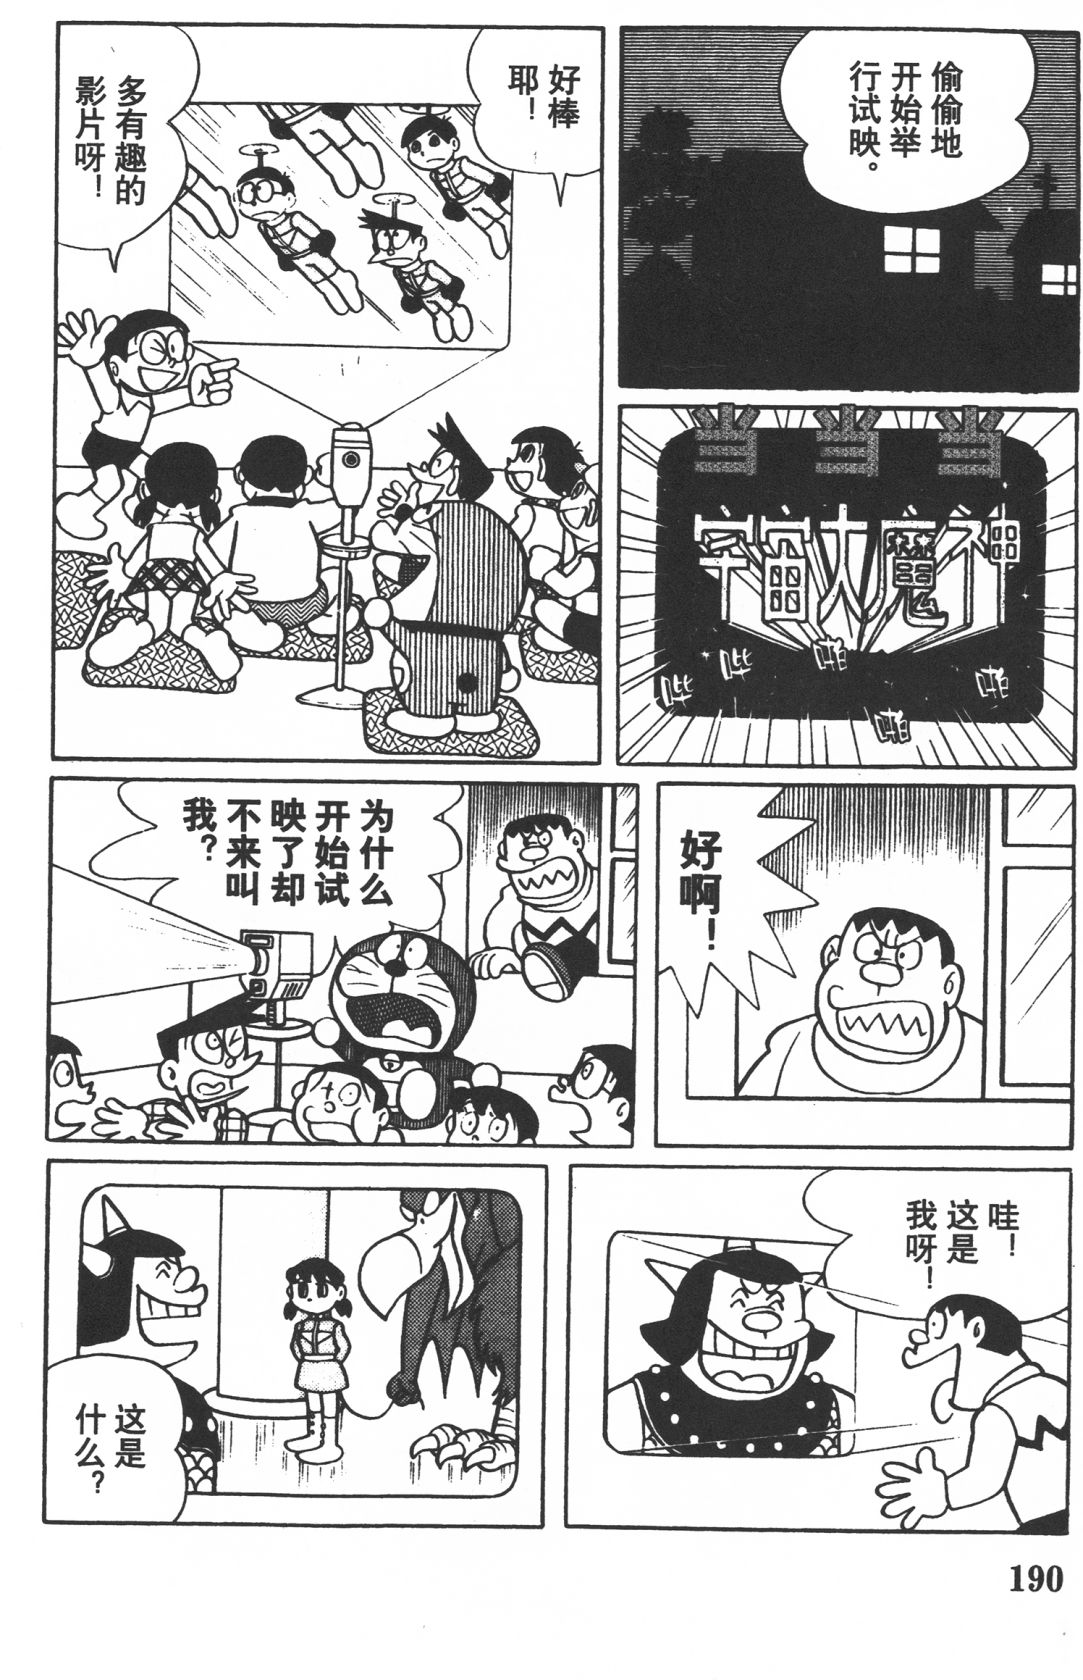 偷偷地
开始举
行试映。
当当当
宇宙大魔神
哔哔啪啪啪
好棒
耶！
多有趣的
影片呀！
好啊！
为什么
开始试
映了却
不来叫
我？
哇！
这是
我呀！
这是
什么？
190